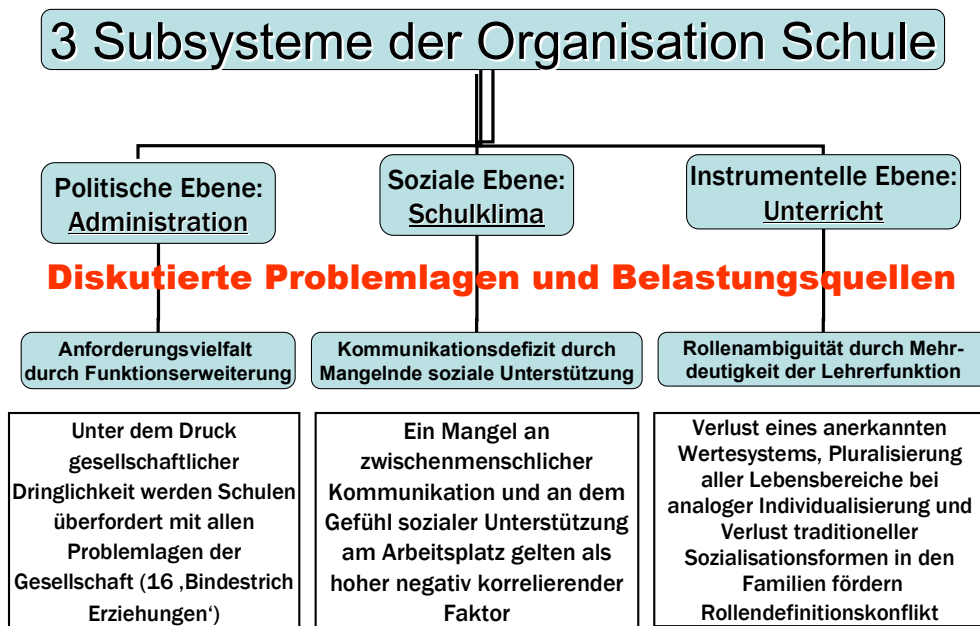 3 Subsysteme der Organisation Schule
Politische Ebene:
Administration
Soziale Ebene:
Schulklima
Instrumentelle Ebene:
Unterricht
Diskutierte Problemlagen und Belastungsquellen
Anforderungsvielfalt
durch Funktionserweiterung
Kommunikationsdefizit durch
Mangelnde soziale Unterstützung
Rollenambiguität durch Mehr-
deutigkeit der Lehrerfunktion
Unter dem Druck
gesellschaftlicher
Dringlichkeit werden Schulen
überfordert mit allen
Problemlagen der
Gesellschaft (16 ‚Bindestrich
Erziehungen‘)
Ein Mangel an
zwischenmenschlicher
Kommunikation und an dem
Gefühl sozialer Unterstützung
am Arbeitsplatz gelten als
hoher negativ korrelierender
Faktor
Verlust eines anerkannten
Wertesystems, Pluralisierung
aller Lebensbereiche bei
analoger Individualisierung und
Verlust traditioneller
Sozialisationsformen in den
Familien fördern
Rollendefinitionskonflikt